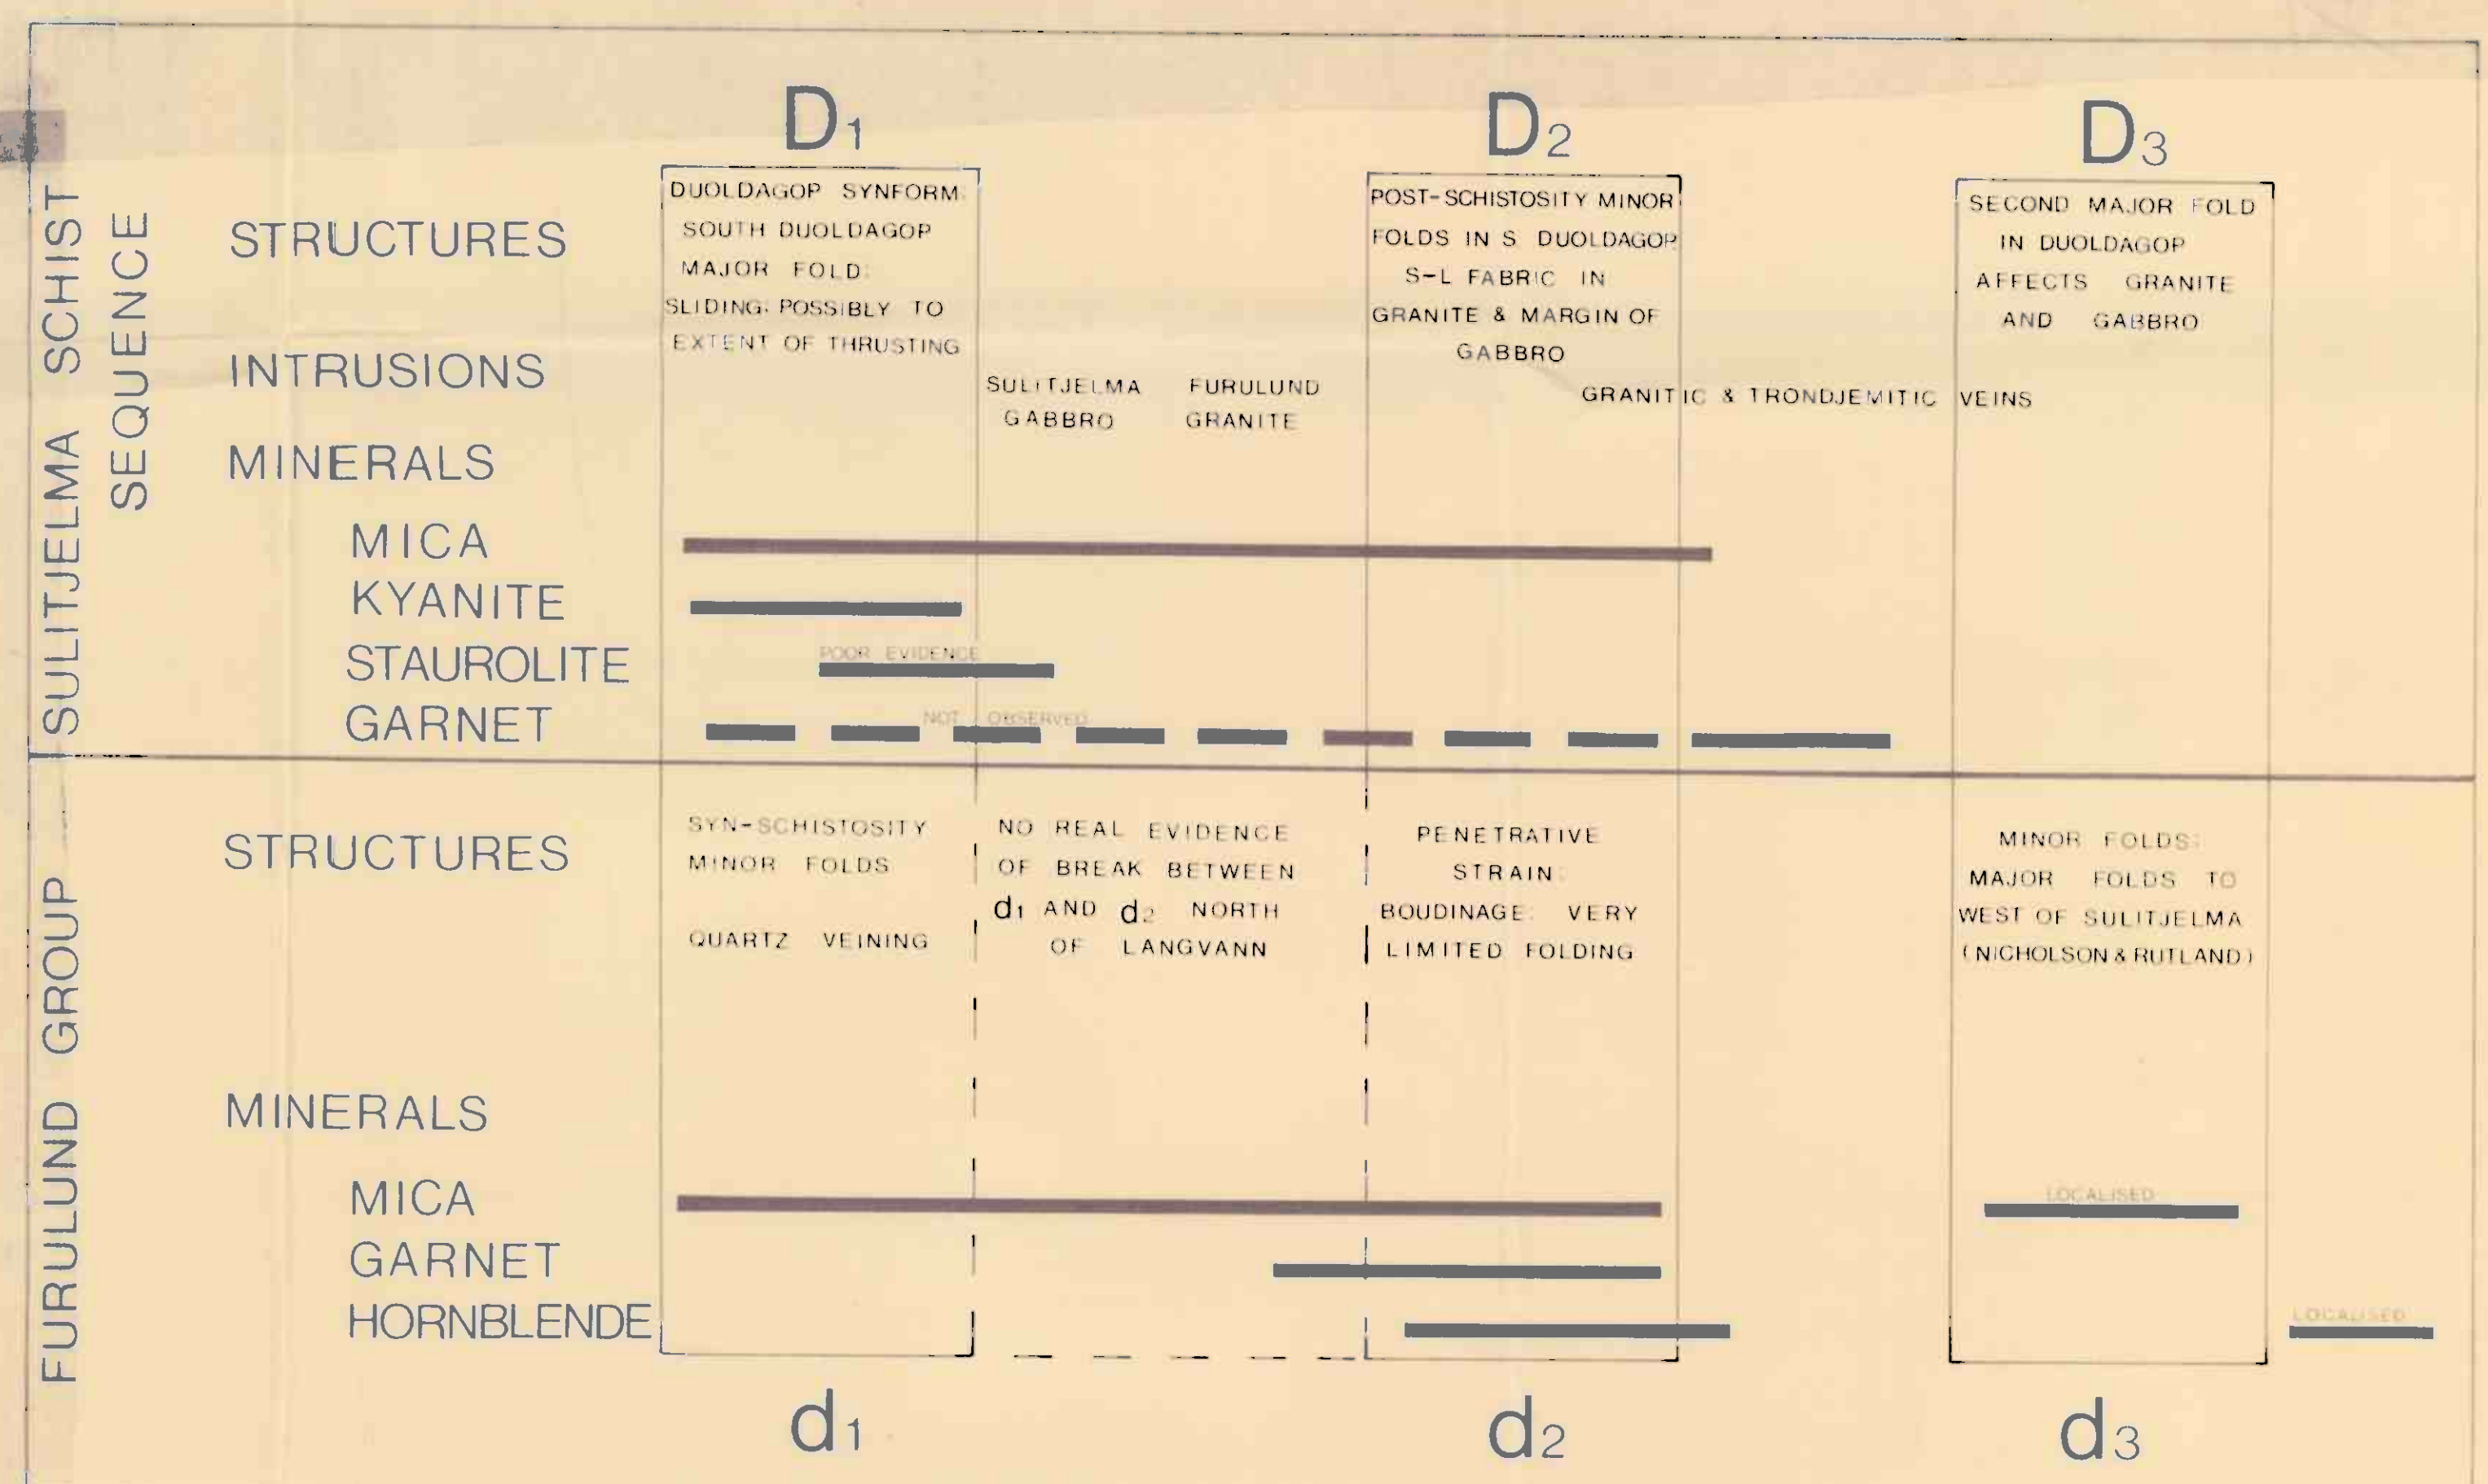 D1
D2
D3
SULITJELMA SCHIST
SEQUENCE
STRUCTURES
DUOLDAGOP SYNFORM
SOUTH DUOLDAGOP
MAJOR FOLD:
SLIDING: POSSIBLY TO
EXTENT OF THRUSTING
POST-SCHISTOSITY MINOR
FOLDS IN S DUOLDAGOP
S-L FABRIC IN
GRANITE & MARGIN OF
GABBRO
SECOND MAJOR FOLD
IN DUOLDAGOP
AFFECTS GRANITE
AND GABBRO
INTRUSIONS
SULITJELMA
GABBRO
FURULUND
GRANITE
GRANITIC & TRONDJEMITIC VEINS
MINERALS
MICA
KYANITE
STAUROLITE
POOR EVIDENCE
GARNET
NOT OBSERVED
FURULUND GROUP
STRUCTURES
SYN-SCHISTOSITY
MINOR FOLDS
QUARTZ VEINING
NO REAL EVIDENCE
OF BREAK BETWEEN
d1 AND d2 NORTH
OF LANGVANN
PENETRATIVE
STRAIN:
BOUDINAGE: VERY
LIMITED FOLDING
MINOR FOLDS:
MAJOR FOLDS TO
WEST OF SULITJELMA
(NICHOLSON & RUTLAND)
MINERALS
MICA
LOCALISED
GARNET
HORNBLENDE
LOCALISED
d1
d2
d3